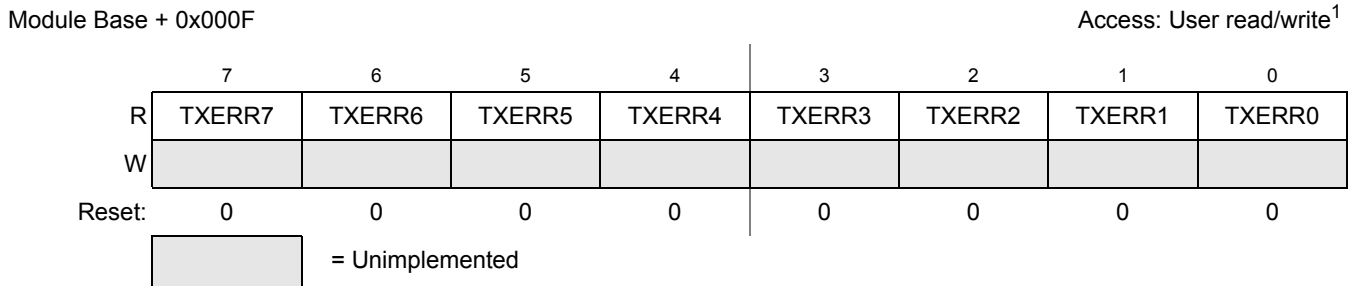 Module Base + 0x000F Access: User read/write1
7 6 5 4 3 2 1 0
R TXERR7 TXERR6 TXERR5 TXERR4 TXERR3 TXERR2 TXERR1 TXERR0
W
Reset: 0 0 0 0 0 0 0 0
= Unimplemented